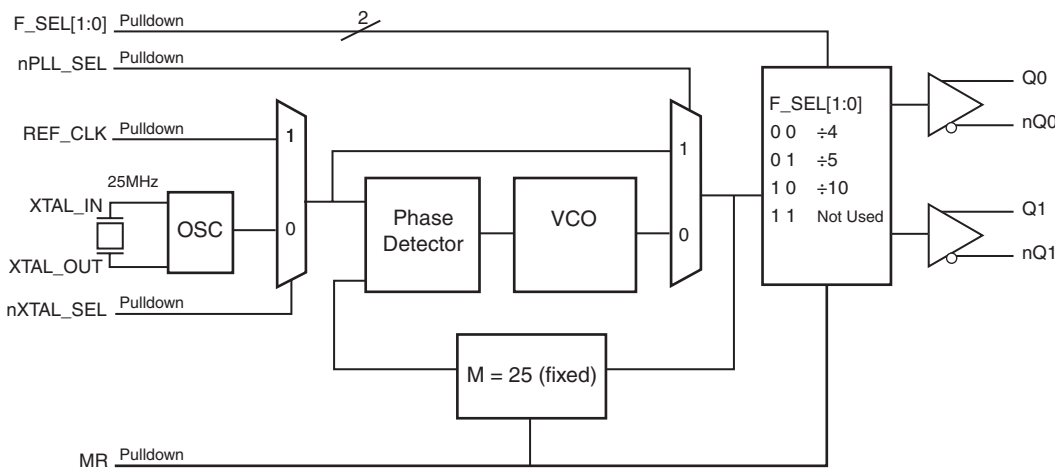 F_SEL[1:0] Pulldown 2
nPLL_SEL Pulldown
REF_CLK Pulldown
1
0
25MHz
XTAL_IN
OSC
XTAL_OUT
nXTAL_SEL Pulldown
Phase
Detector
VCO
1
0
M = 25 (fixed)
MR Pulldown
F_SEL[1:0]
0 0 ÷4
0 1 ÷5
1 0 ÷10
1 1 Not Used
Q0
nQ0
Q1
nQ1